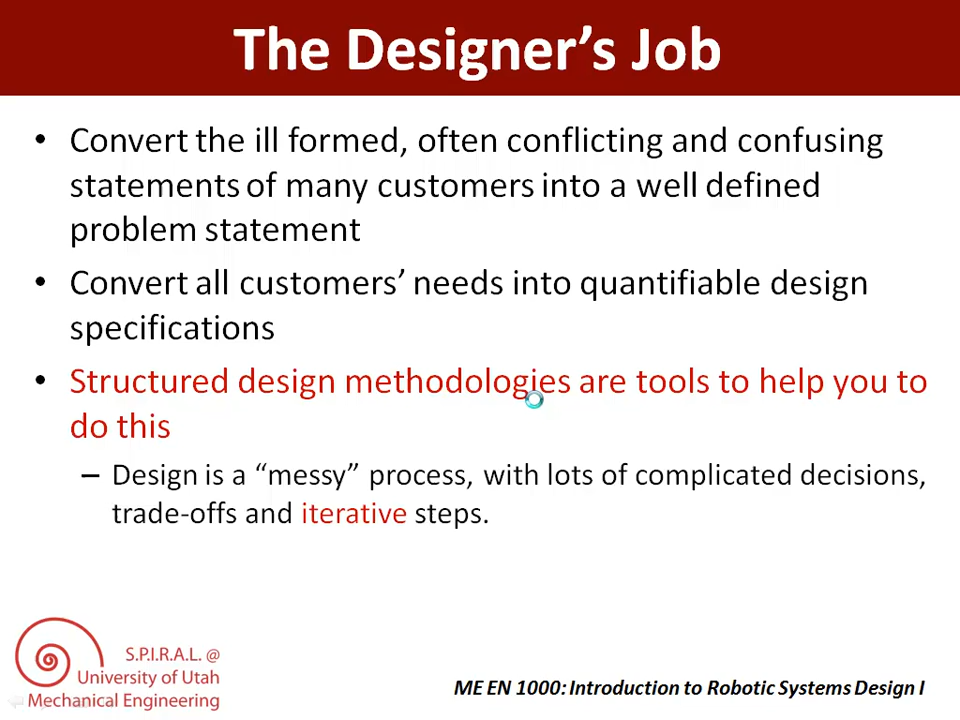 The Designer’s Job
• Convert the ill formed, often conflicting and confusing
statements of many customers into a well defined
problem statement
• Convert all customers’ needs into quantifiable design
specifications
• Structured design methodologies are tools to help you to
do this
– Design is a “messy” process, with lots of complicated decisions,
trade-offs and iterative steps.
S.P.I.R.A.L. @
University of Utah
Mechanical Engineering
ME EN 1000: Introduction to Robotic Systems Design I